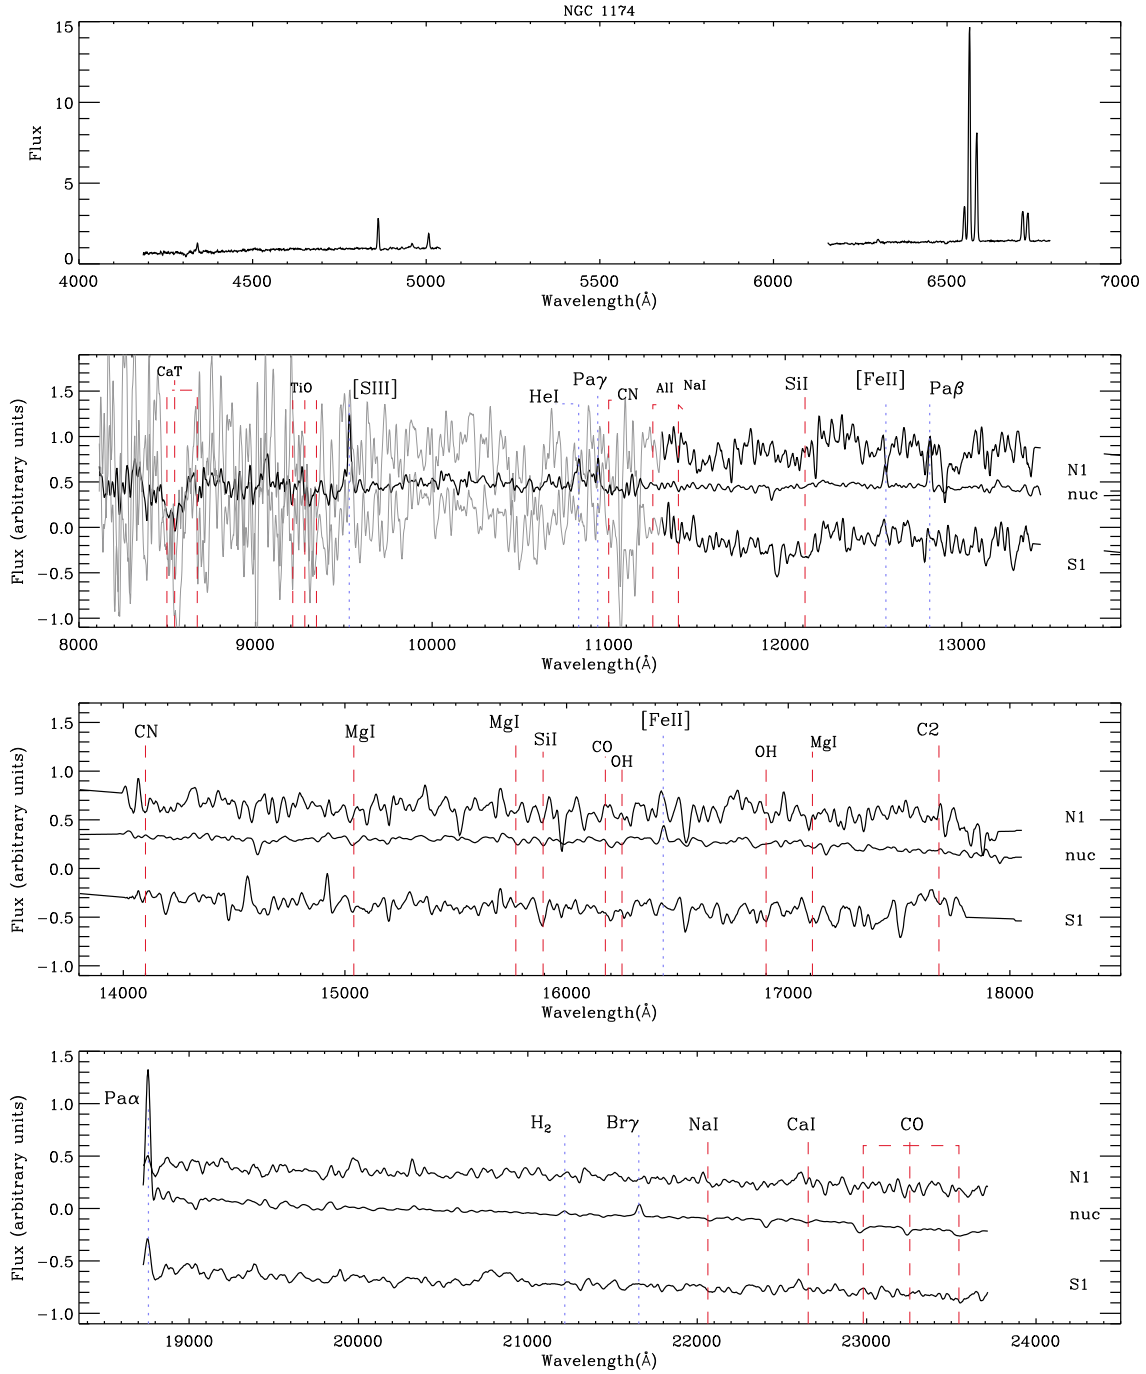 NGC 1174
15
10
5
0
Flux
4000 4500 5000 5500 6000 6500 7000
Wavelength(Å)
CaT TiO [SIII] HeI Paγ CN AlI NaI SiI [FeII] Paβ
1.5
1.0
0.5
0.0
−0.5
−1.0
Flux (arbitrary units)
N1
nuc
S1
8000 9000 10000 11000 12000 13000
Wavelength(Å)
CN MgI MgI SiI CO OH [FeII] OH MgI C2
1.5
1.0
0.5
0.0
−0.5
−1.0
Flux (arbitrary units)
N1
nuc
S1
14000 15000 16000 17000 18000
Wavelength(Å)
Paα H₂ Brγ NaI CaI CO
1.5
1.0
0.5
0.0
−0.5
−1.0
Flux (arbitrary units)
N1
nuc
S1
19000 20000 21000 22000 23000 24000
Wavelength(Å)